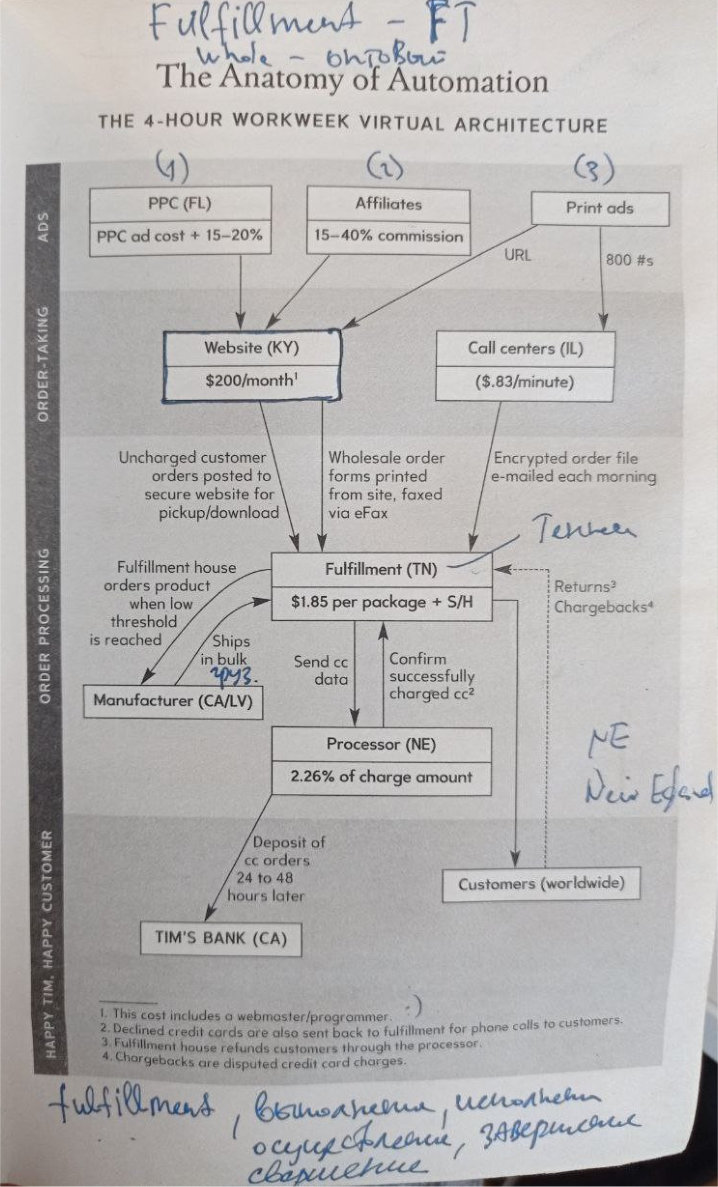 Fulfillment – FT
Whole – оптовый
The Anatomy of Automation
THE 4-HOUR WORKWEEK VIRTUAL ARCHITECTURE
(1) (2) (3)
ADS
PPC (FL)
PPC ad cost + 15–20%
Affiliates
15–40% commission
Print ads
URL
800 #s
ORDER-TAKING
Website (KY)
$200/month¹
Call centers (IL)
($.83/minute)
Uncharged customer
orders posted to
secure website for
pickup/download
Wholesale order
forms printed
from site, faxed
via eFax
Encrypted order file
e-mailed each morning
ORDER PROCESSING
Fulfillment (TN)
$1.85 per package + S/H
Fulfillment house
orders product
when low
threshold
is reached
Ships
in bulk
груз.
Manufacturer (CA/LV)
Send cc
data
Confirm
successfully
charged cc²
Returns³
Chargebacks⁴
Processor (NE)
2.26% of charge amount
NE
New
HAPPY TIM, HAPPY CUSTOMER
Deposit of
cc orders
24 to 48
hours later
Customers (worldwide)
TIM'S BANK (CA)
1. This cost includes a webmaster/programmer. :)
2. Declined credit cards are also sent back to fulfillment for phone calls to customers.
3. Fulfillment house refunds customers through the processor.
4. Chargebacks are disputed credit card charges.
fulfillment, выполнение, исполнение
осуществление, завершение
свершение